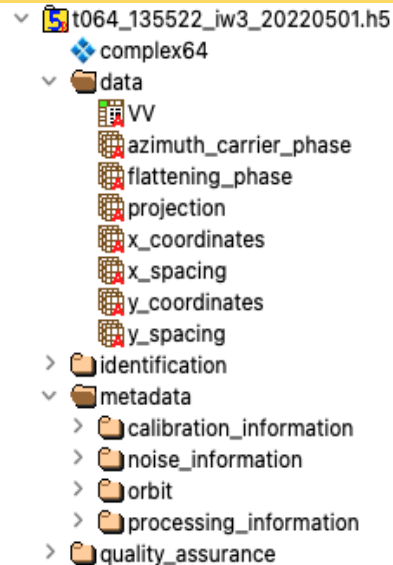 t064_135522_iw3_20220501.h5
complex64
data
VV
azimuth_carrier_phase
flattening_phase
projection
x_coordinates
x_spacing
y_coordinates
y_spacing
identification
metadata
calibration_information
noise_information
orbit
processing_information
quality_assurance